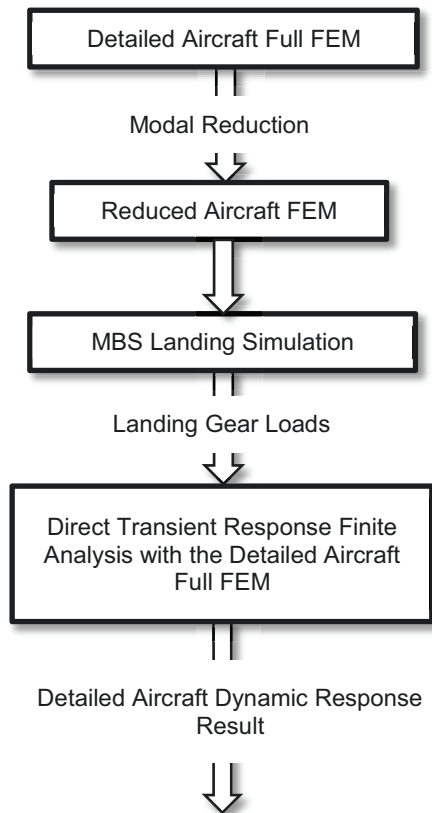 Detailed Aircraft Full FEM
Modal Reduction
Reduced Aircraft FEM
MBS Landing Simulation
Landing Gear Loads
Direct Transient Response Finite
Analysis with the Detailed Aircraft
Full FEM
Detailed Aircraft Dynamic Response
Result